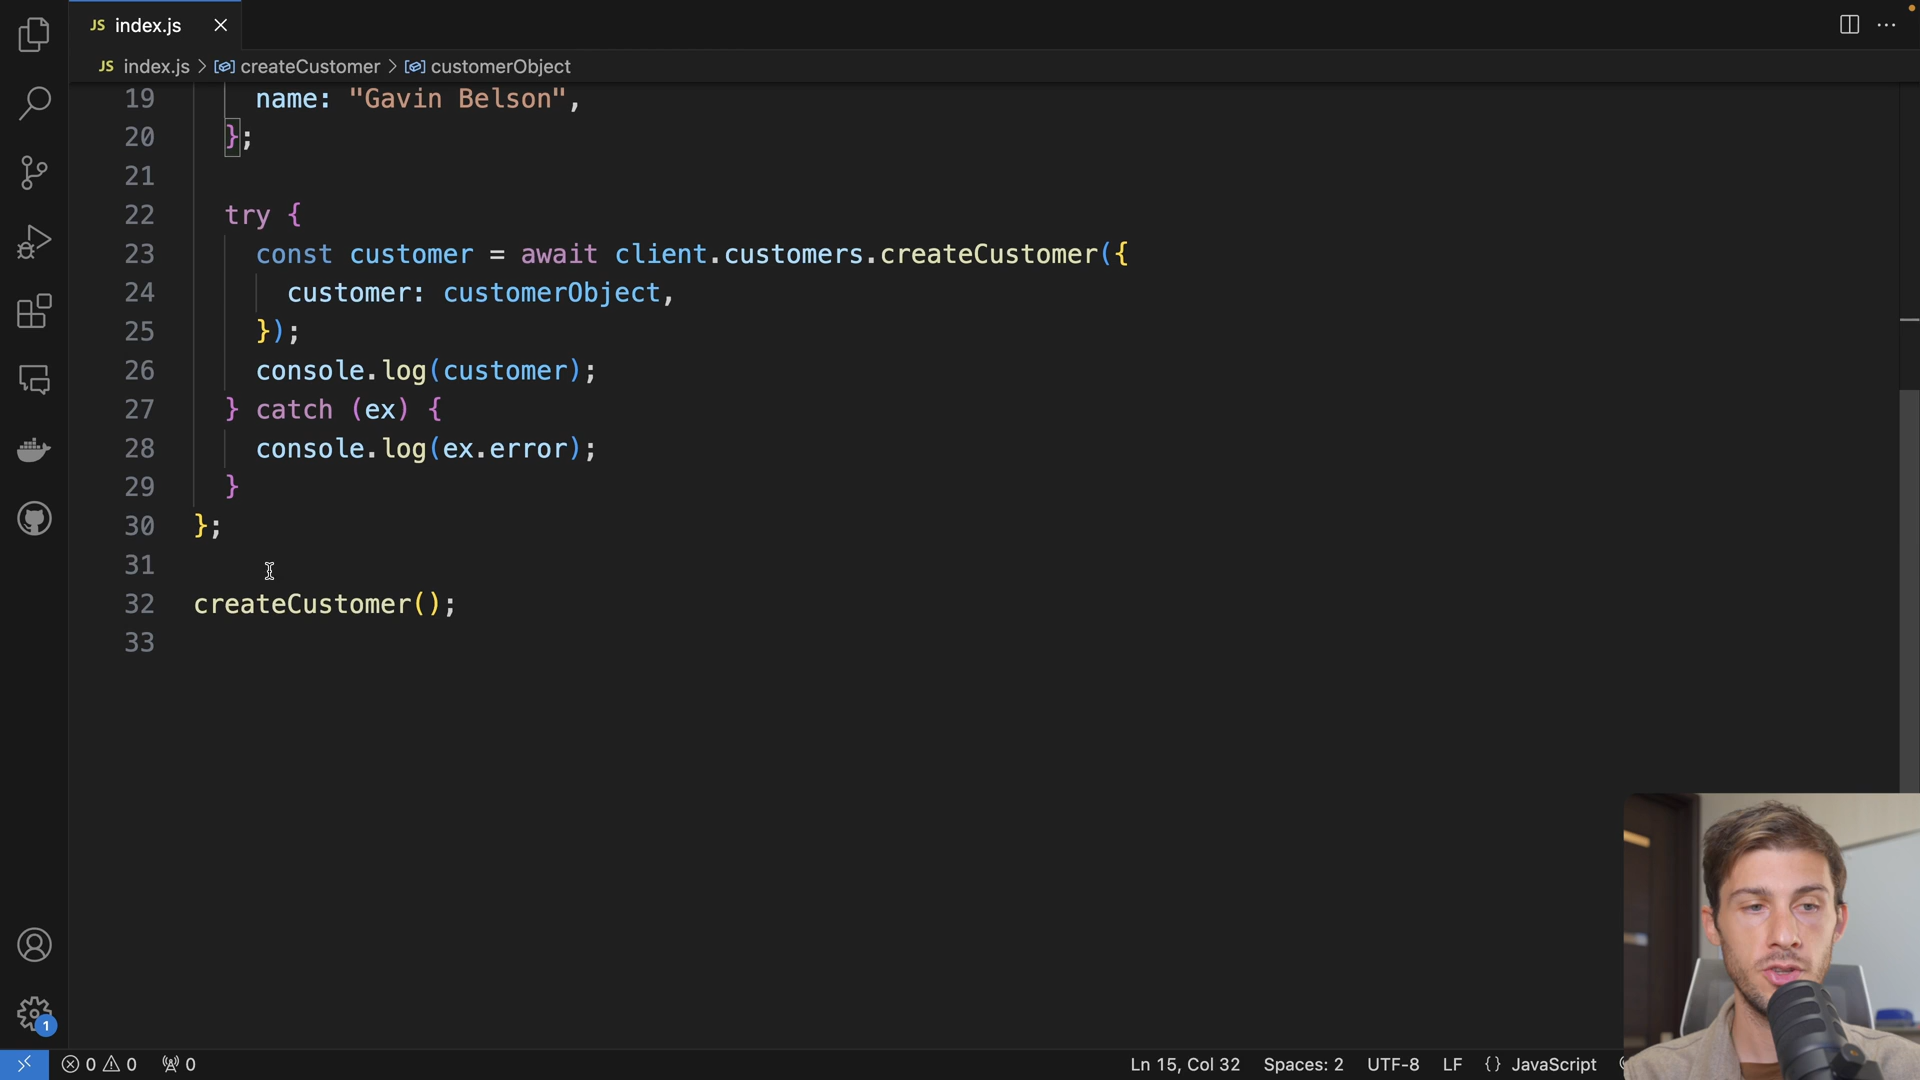 JS index.js
JS index.js > createCustomer > customerObject
19 name: "Gavin Belson",
20 };
21
22 try {
23 const customer = await client.customers.createCustomer({
24 customer: customerObject,
25 });
26 console.log(customer);
27 } catch (ex) {
28 console.log(ex.error);
29 }
30 };
31
32 createCustomer();
33
1
0 0 0 Ln 15, Col 32 Spaces: 2 UTF-8 LF {} JavaScript